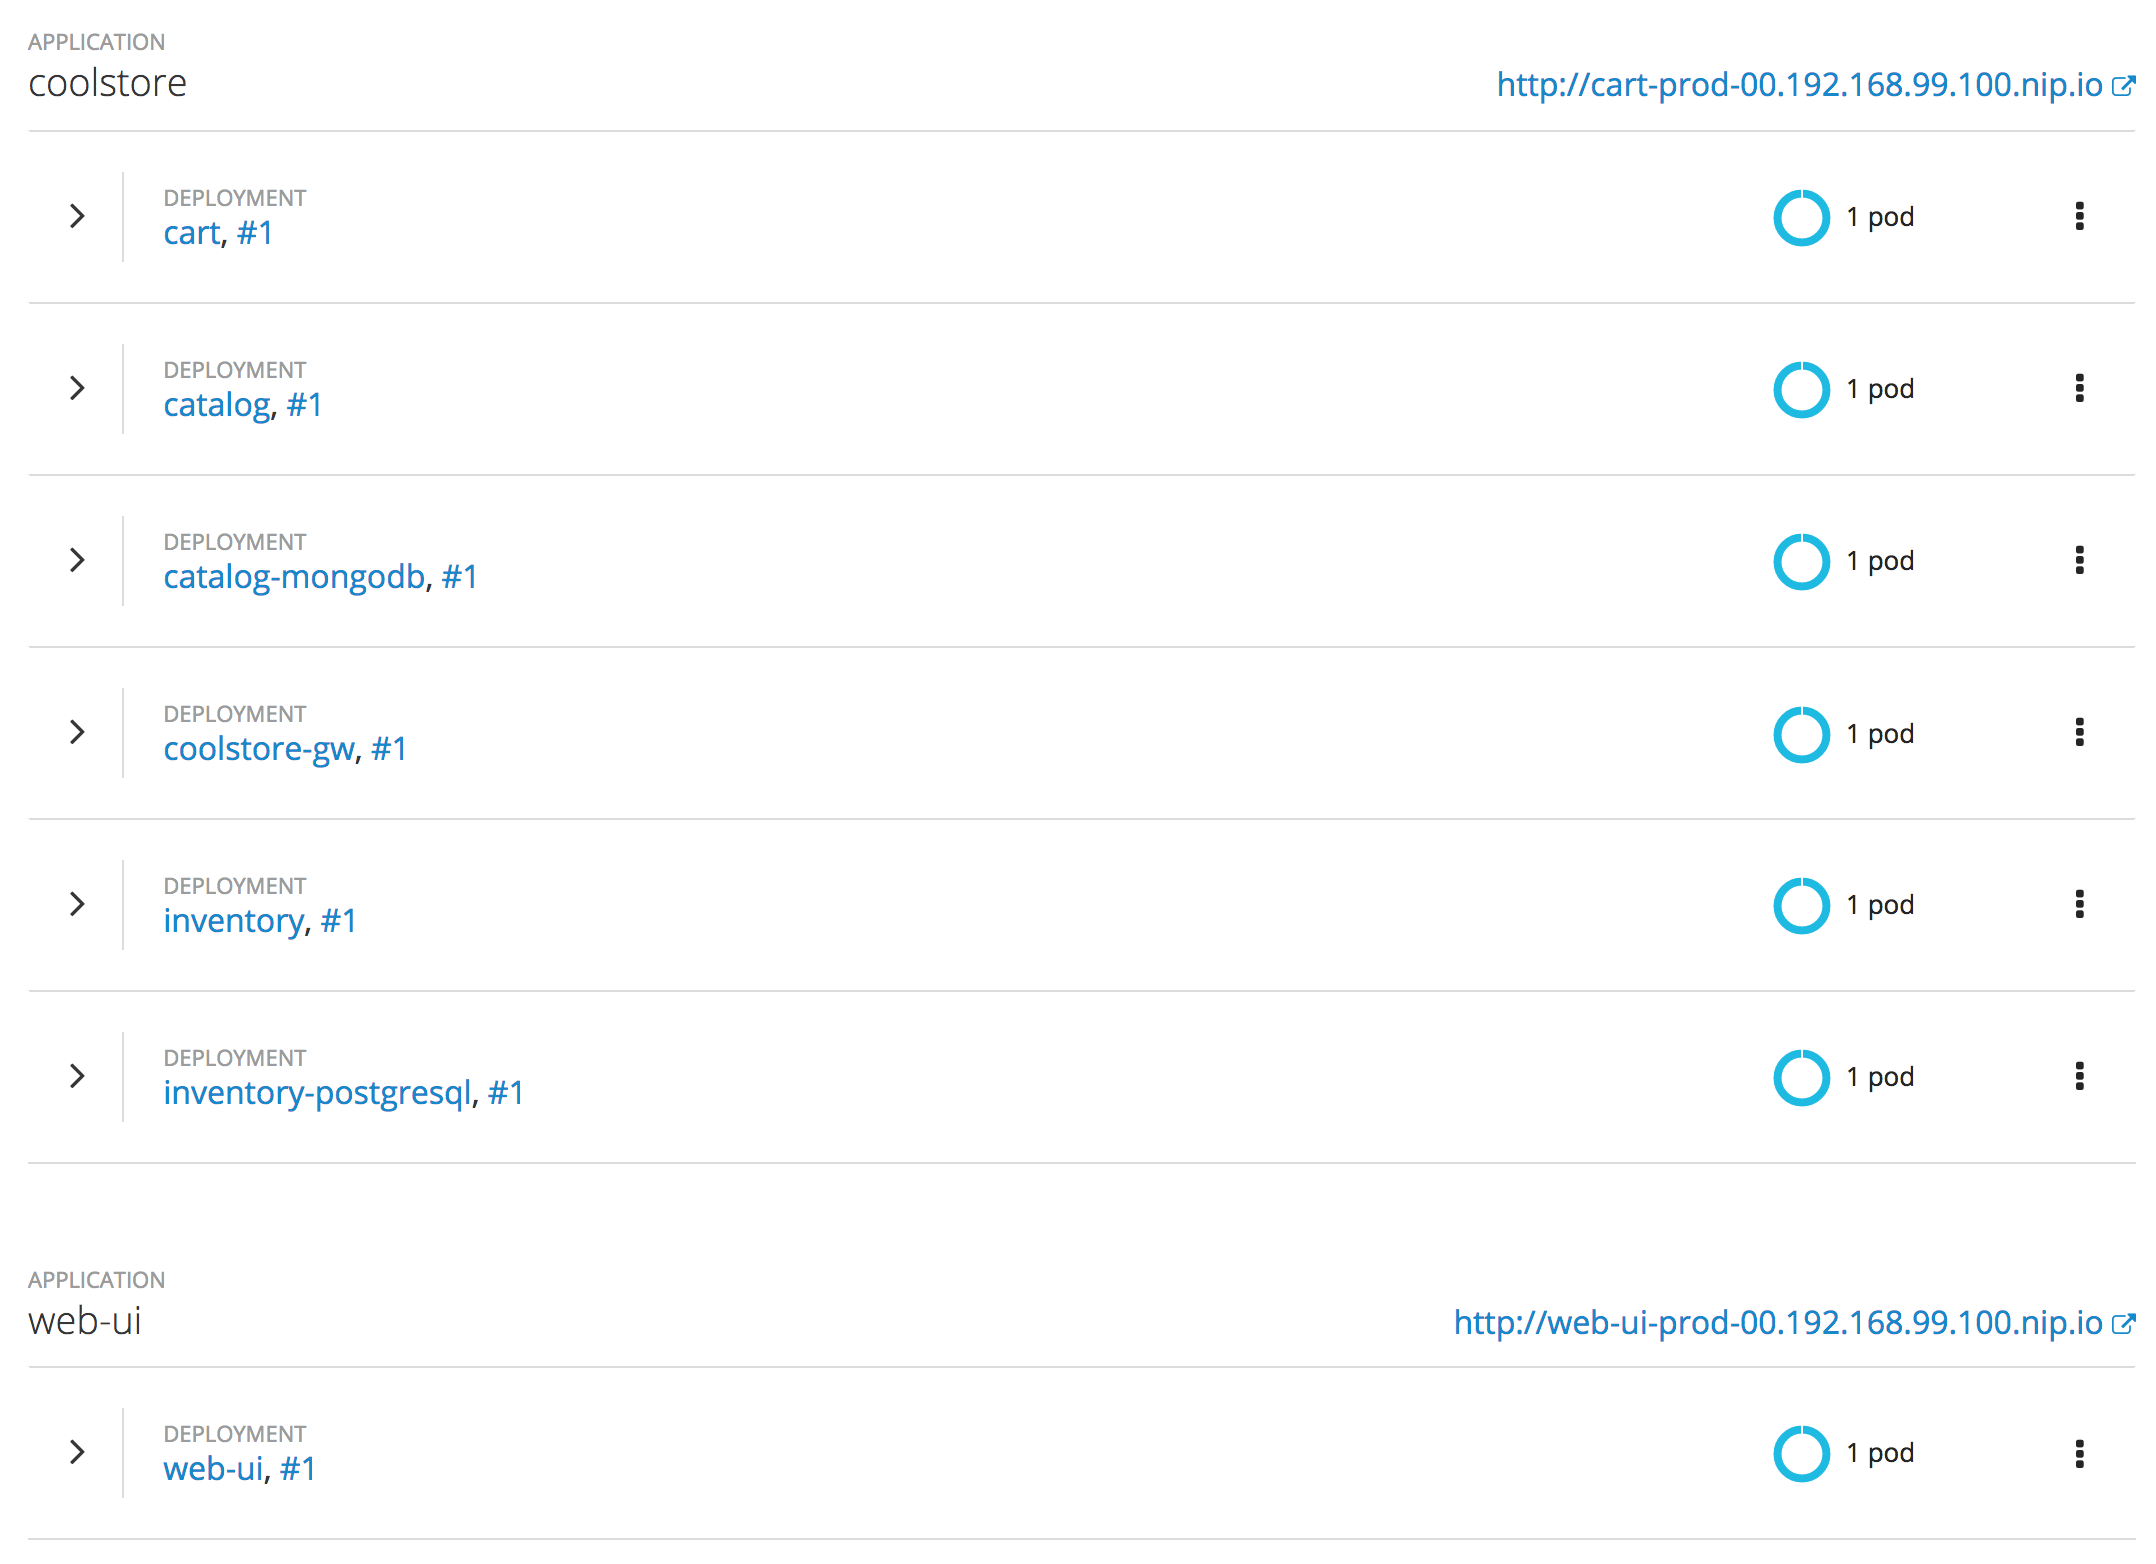 APPLICATION
coolstore
http://cart-prod-00.192.168.99.100.nip.io
DEPLOYMENT
cart, #1
1 pod
DEPLOYMENT
catalog, #1
1 pod
DEPLOYMENT
catalog-mongodb, #1
1 pod
DEPLOYMENT
coolstore-gw, #1
1 pod
DEPLOYMENT
inventory, #1
1 pod
DEPLOYMENT
inventory-postgresql, #1
1 pod
APPLICATION
web-ui
http://web-ui-prod-00.192.168.99.100.nip.io
DEPLOYMENT
web-ui, #1
1 pod